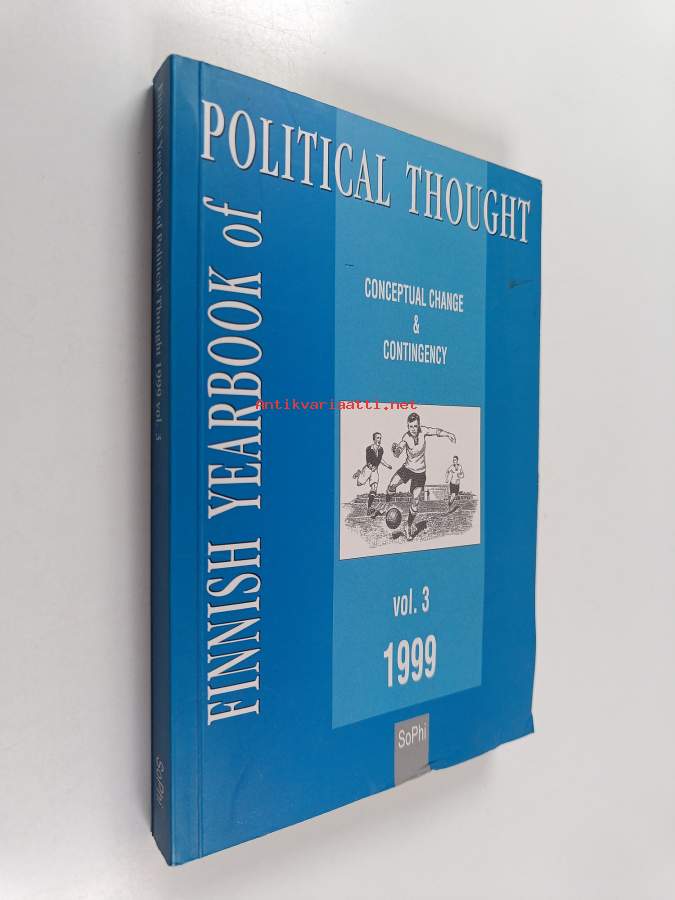 FINNISH YEARBOOK of
POLITICAL THOUGHT
CONCEPTUAL CHANGE
&
CONTINGENCY
Antikvariaatti.net
vol. 3
1999
SoPhi
Finnish Yearbook of Political Thought 1999 vol. 3
SoPhi